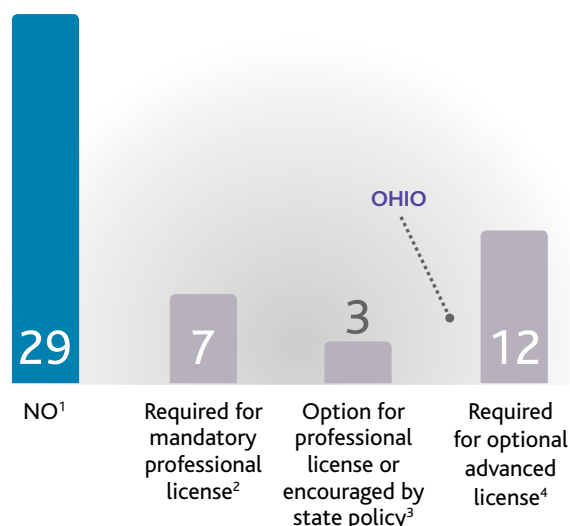 OHIO
29
7
3
12
NO¹
Required for
mandatory
professional
license²
Option for
professional
license or
encouraged by
state policy³
Required
for optional
advanced
license⁴